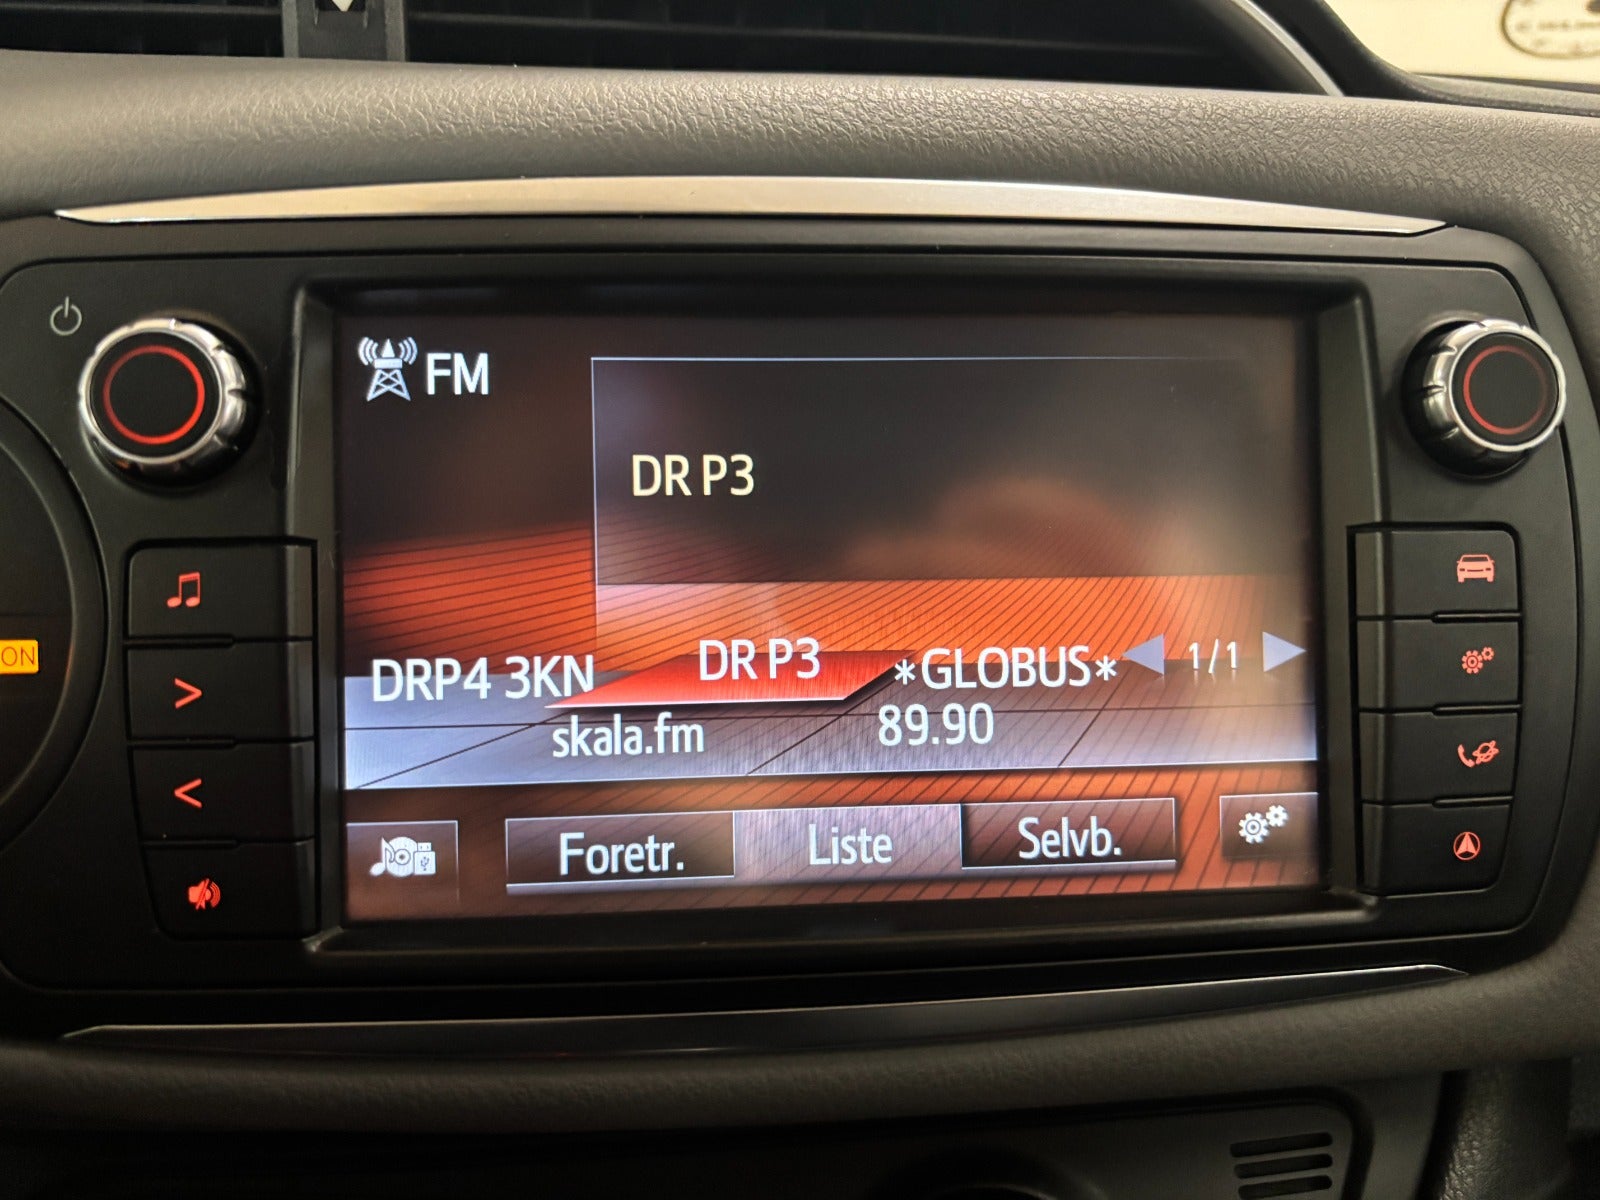 FM
DR P3
DRP4 3KN
DR P3
*GLOBUS*
1/1
skala.fm
89.90
Foretr.
Liste
Selvb.
ON